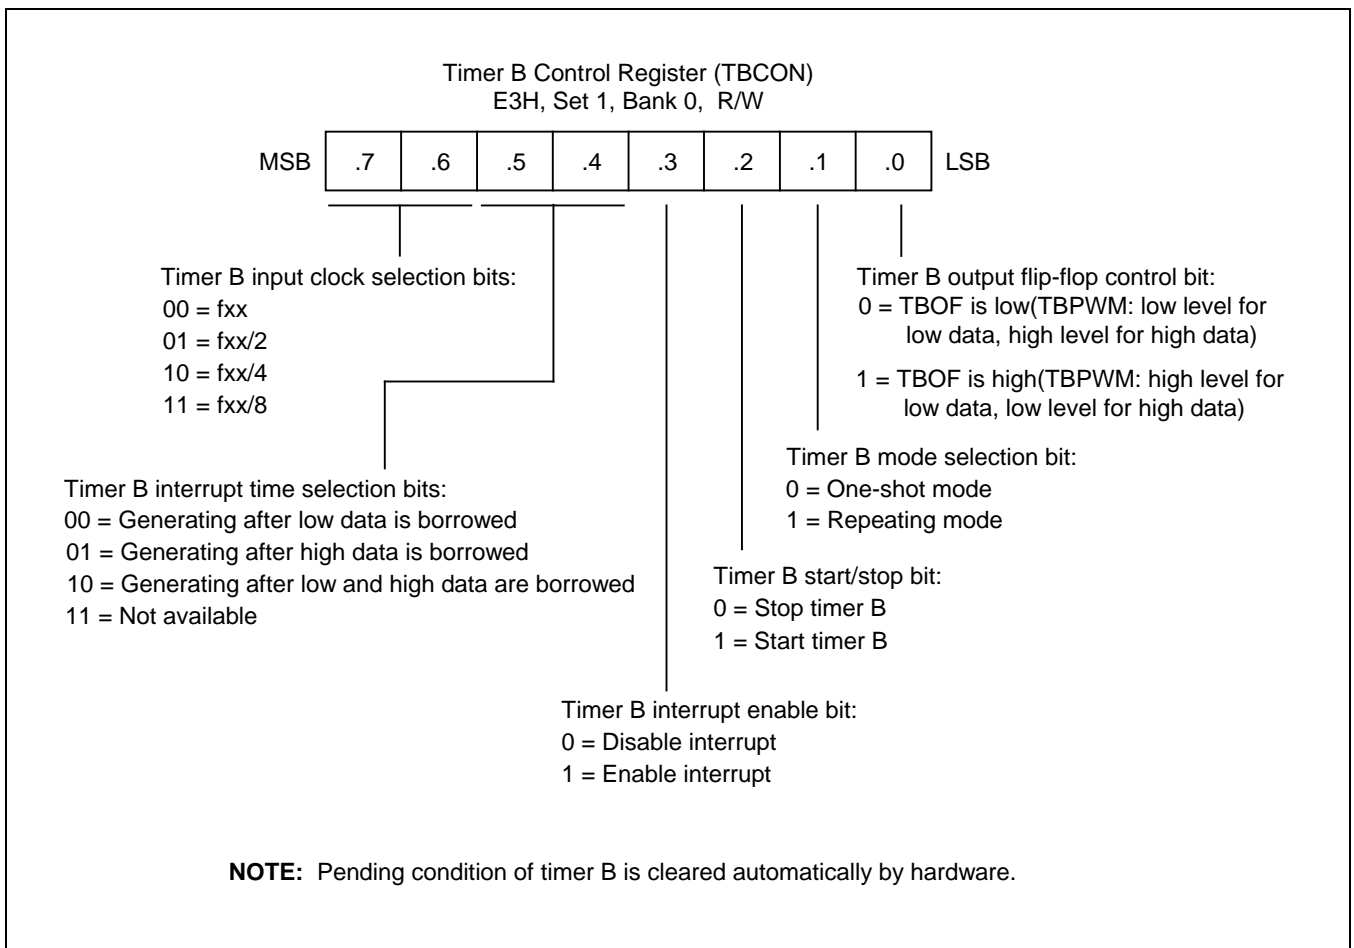 Timer B Control Register (TBCON)
E3H, Set 1, Bank 0, R/W
MSB .7 .6 .5 .4 .3 .2 .1 .0 LSB
Timer B input clock selection bits:
00 = fxx
01 = fxx/2
10 = fxx/4
11 = fxx/8
Timer B output flip-flop control bit:
0 = TBOF is low(TBPWM: low level for
low data, high level for high data)
1 = TBOF is high(TBPWM: high level for
low data, low level for high data)
Timer B mode selection bit:
0 = One-shot mode
1 = Repeating mode
Timer B interrupt time selection bits:
00 = Generating after low data is borrowed
01 = Generating after high data is borrowed
10 = Generating after low and high data are borrowed
11 = Not available
Timer B start/stop bit:
0 = Stop timer B
1 = Start timer B
Timer B interrupt enable bit:
0 = Disable interrupt
1 = Enable interrupt
NOTE: Pending condition of timer B is cleared automatically by hardware.